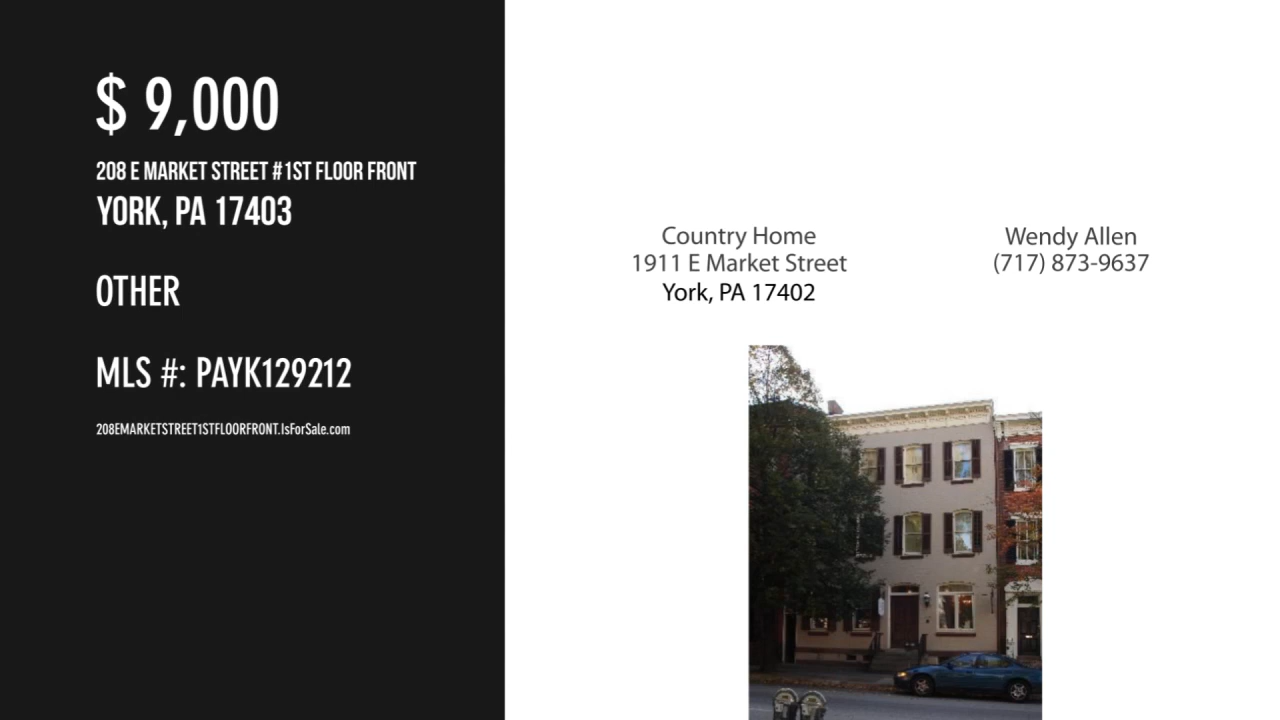 $ 9,000
208 E MARKET STREET #1ST FLOOR FRONT
YORK, PA 17403
OTHER
MLS #: PAYK129212
208EMARKETSTREET1STFLOORFRONT.IsForSale.com
Country Home
1911 E Market Street
York, PA 17402
Wendy Allen
(717) 873-9637